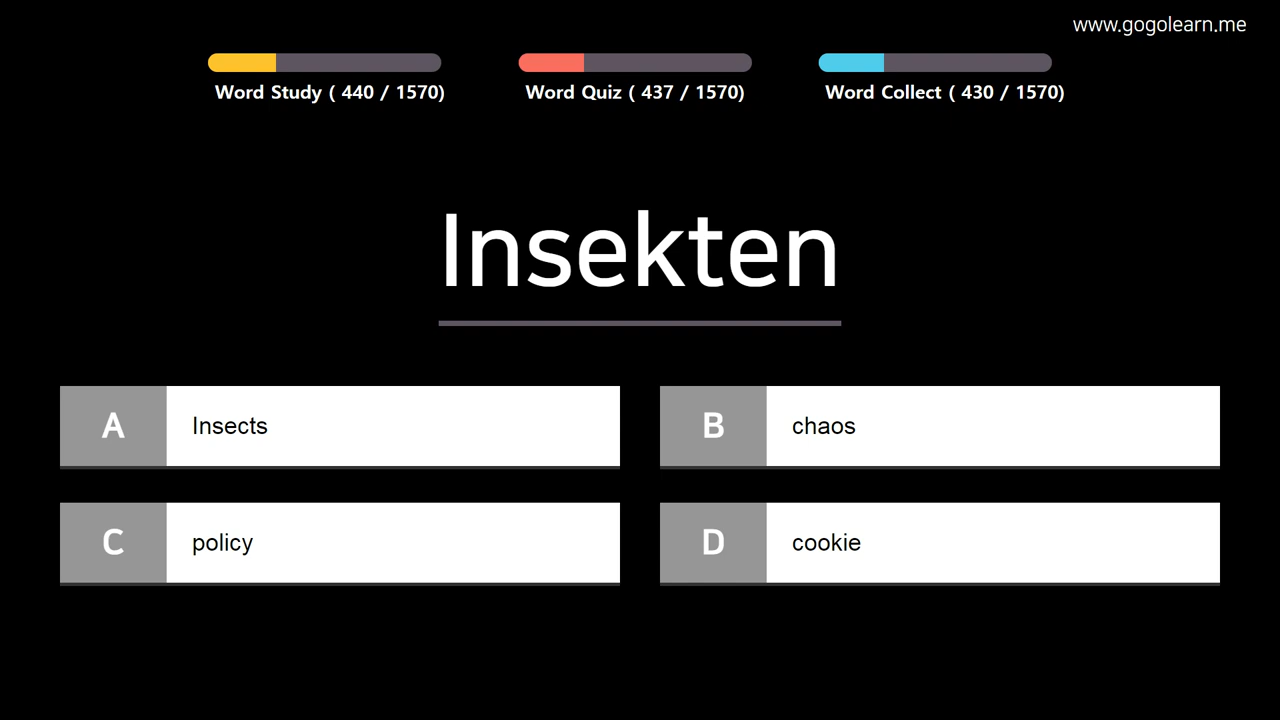 www.gogolearn.me
Word Study ( 440 / 1570)
Word Quiz ( 437 / 1570)
Word Collect ( 430 / 1570)
Insekten
A Insects
B chaos
C policy
D cookie